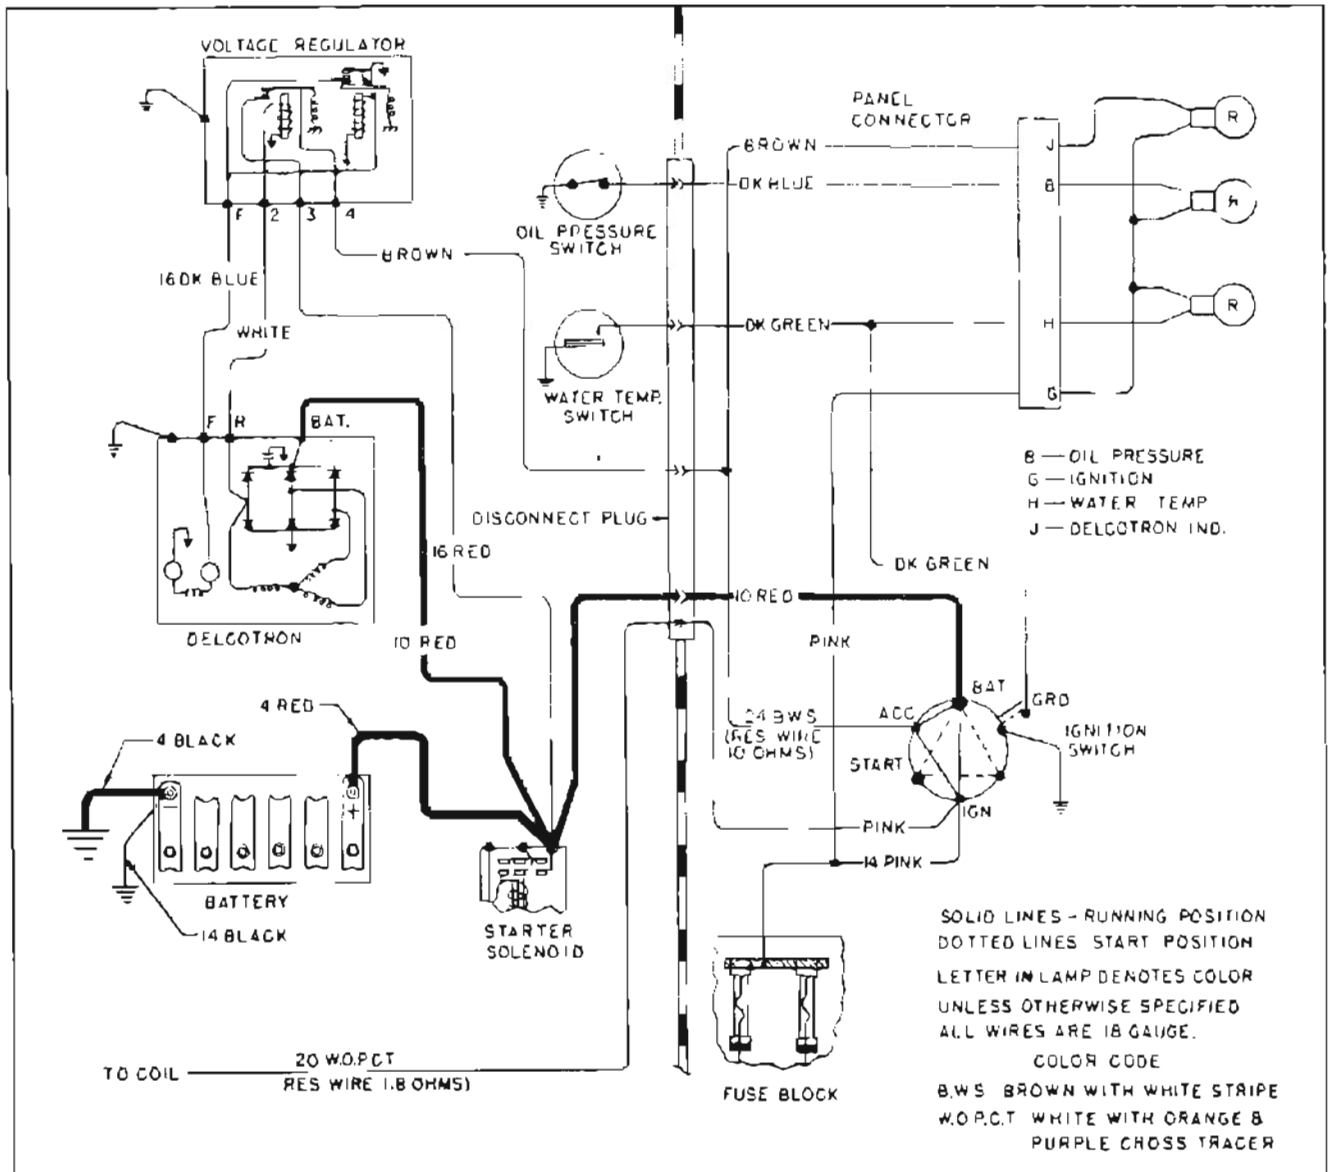 VOLTAGE REGULATOR
F 2 3 4
BROWN
16 DK BLUE
WHITE
F R BAT.
DELCOTRON
16 RED
10 RED
4 RED
4 BLACK
− +
BATTERY
14 BLACK
STARTER
SOLENOID
TO COIL
20 W.O.P.C.T
RES WIRE 1.8 OHMS)
OIL PRESSURE
SWITCH
WATER TEMP.
SWITCH
DISCONNECT PLUG
PANEL
CONNECTOR
BROWN
DK BLUE
DK GREEN
J
B
H
G
R
R
R
B — OIL PRESSURE
G — IGNITION
H — WATER TEMP
J — DELCOTRON IND.
DK GREEN
10 RED
PINK
24 B.W.S
(RES WIRE
10 OHMS)
BAT
ACC
GRD
START
IGN
IGNITION
SWITCH
PINK
14 PINK
FUSE BLOCK
SOLID LINES - RUNNING POSITION
DOTTED LINES START POSITION
LETTER IN LAMP DENOTES COLOR
UNLESS OTHERWISE SPECIFIED
ALL WIRES ARE 18 GAUGE.
COLOR CODE
B.W.S BROWN WITH WHITE STRIPE
W.O.P.C.T WHITE WITH ORANGE &
PURPLE CROSS TRACER